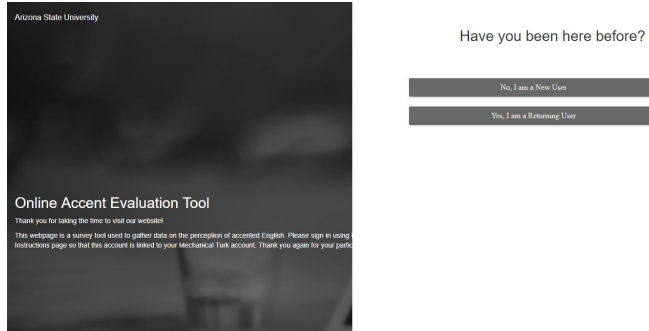 Arizona State University
Have you been here before?
No, I am a New User
Yes, I am a Returning User
Online Accent Evaluation Tool
Thank you for taking the time to visit our website!
This webpage is a survey tool used to gather data on the perception of accented English. Please sign in using
Instructions page so that this account is linked to your Mechanical Turk account. Thank you again for your